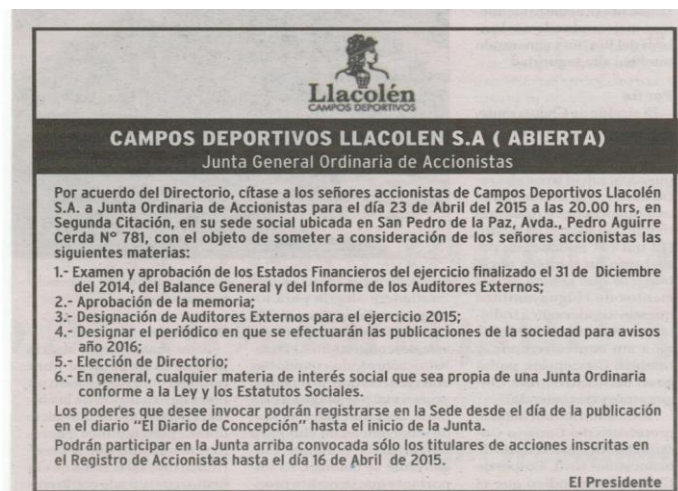 Llacolén
CAMPOS DEPORTIVOS
CAMPOS DEPORTIVOS LLACOLEN S.A ( ABIERTA)
Junta General Ordinaria de Accionistas
Por acuerdo del Directorio, cítase a los señores accionistas de Campos Deportivos Llacolén
S.A. a Junta Ordinaria de Accionistas para el día 23 de Abril del 2015 a las 20.00 hrs, en
Segunda Citación, en su sede social ubicada en San Pedro de la Paz, Avda., Pedro Aguirre
Cerda N° 781, con el objeto de someter a consideración de los señores accionistas las
siguientes materias:
1.- Examen y aprobación de los Estados Financieros del ejercicio finalizado el 31 de Diciembre
del 2014, del Balance General y del Informe de los Auditores Externos;
2.- Aprobación de la memoria;
3.- Designación de Auditores Externos para el ejercicio 2015;
4.- Designar el periódico en que se efectuarán las publicaciones de la sociedad para avisos
año 2016;
5.- Elección de Directorio;
6.- En general, cualquier materia de interés social que sea propia de una Junta Ordinaria
conforme a la Ley y los Estatutos Sociales.
Los poderes que desee invocar podrán registrarse en la Sede desde el día de la publicación
en el diario "El Diario de Concepción" hasta el inicio de la Junta.
Podrán participar en la Junta arriba convocada sólo los titulares de acciones inscritas en
el Registro de Accionistas hasta el día 16 de Abril de 2015.
El Presidente